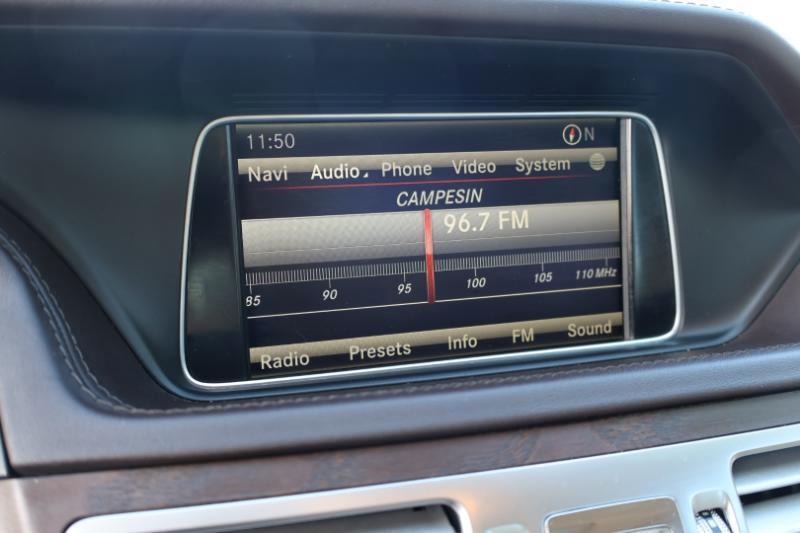 11:50 N
Navi Audio Phone Video System
CAMPESIN
96.7 FM
85 90 95 100 105 110 MHz
Radio Presets Info FM Sound